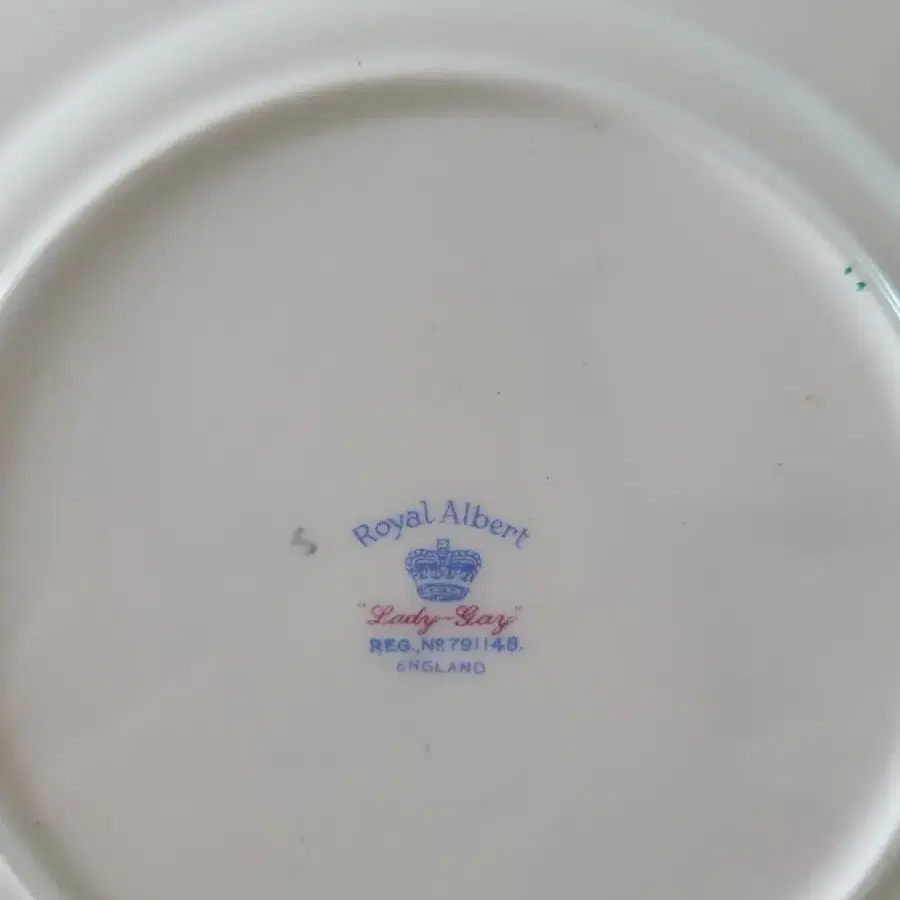 Royal Albert
"Lady-Gay"
REG. Nº 791148.
ENGLAND